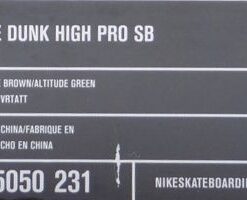 E DUNK HIGH PRO SB
E BROWN/ALTITUDE GREEN
VRTATT
CHINA/FABRIQUE EN
CHO EN CHINA
5050 231
NIKESKATEBOARDI